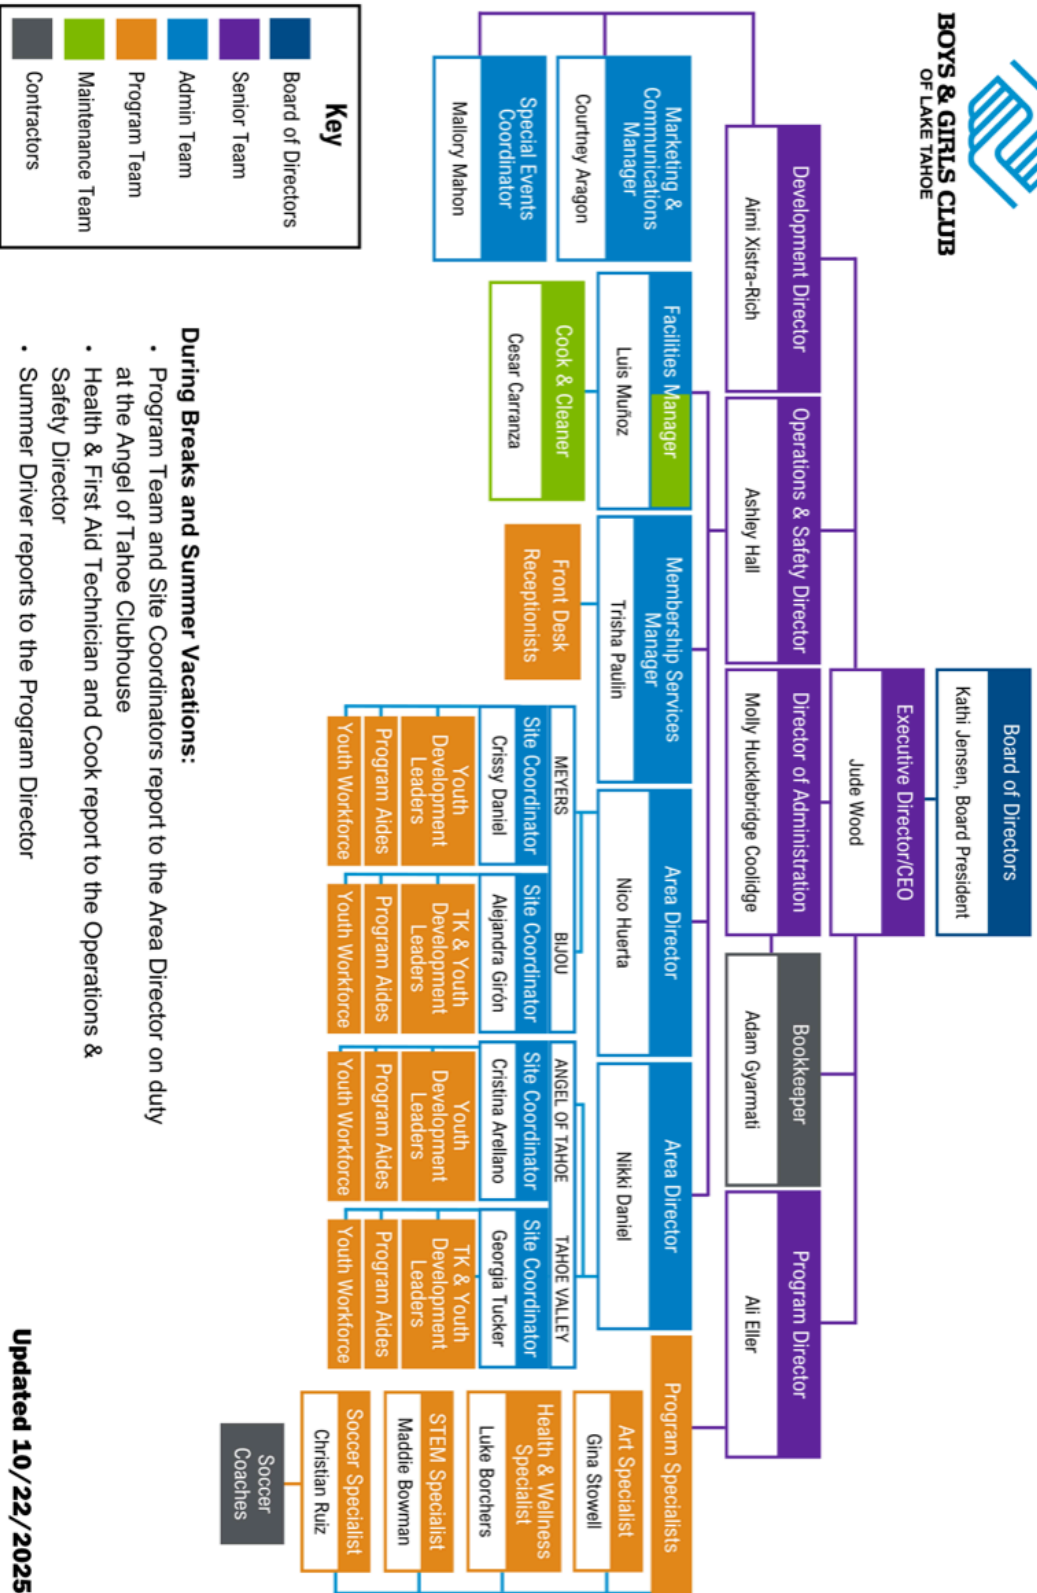 BOYS & GIRLS CLUB
OF LAKE TAHOE
Board of Directors
Kathi Jensen, Board President
Executive Director/CEO
Jude Wood
Development Director
Aimi Xistra-Rich
Operations & Safety Director
Ashley Hall
Director of Administration
Molly Hucklebridge Coolidge
Bookkeeper
Adam Gyarmati
Program Director
Ali Eller
Marketing &
Communications
Manager
Courtney Aragon
Special Events
Coordinator
Mallory Mahon
Facilities Manager
Luis Muñoz
Cook & Cleaner
Cesar Carranza
Membership Services
Manager
Trisha Paulin
Front Desk
Receptionists
Area Director
Nico Huerta
Area Director
Nikki Daniel
MEYERS
Site Coordinator
Crissy Daniel
Youth
Development
Leaders
Program Aides
Youth Workforce
BIJOU
Site Coordinator
Alejandra Girón
TK & Youth
Development
Leaders
Program Aides
Youth Workforce
ANGEL OF TAHOE
Site Coordinator
Cristina Arellano
Youth
Development
Leaders
Program Aides
Youth Workforce
TAHOE VALLEY
Site Coordinator
Georgia Tucker
TK & Youth
Development
Leaders
Program Aides
Youth Workforce
Program Specialists
Art Specialist
Gina Stowell
Health & Wellness
Specialist
Luke Borchers
STEM Specialist
Maddie Bowman
Soccer Specialist
Christian Ruiz
Soccer
Coaches
Key
Board of Directors
Senior Team
Admin Team
Program Team
Maintenance Team
Contractors
During Breaks and Summer Vacations:
• Program Team and Site Coordinators report to the Area Director on duty
at the Angel of Tahoe Clubhouse
• Health & First Aid Technician and Cook report to the Operations &
Safety Director
• Summer Driver reports to the Program Director
Updated 10/22/2025